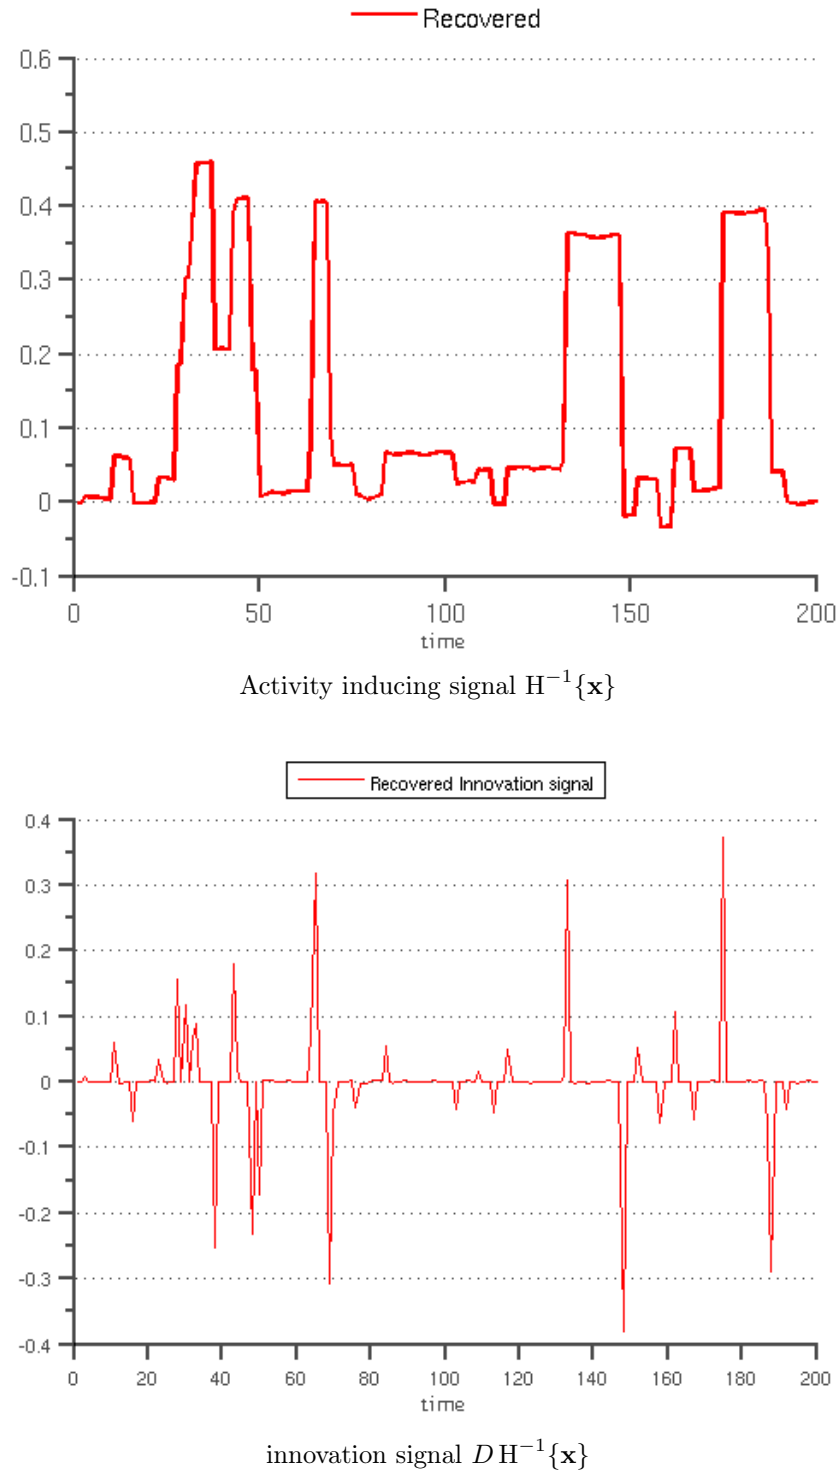 Recovered
0.6
0.5
0.4
0.3
0.2
0.1
0
-0.1
0 50 100 150 200
time
Activity inducing signal H⁻¹{x}
Recovered Innovation signal
0.4
0.3
0.2
0.1
0
-0.1
-0.2
-0.3
-0.4
0 20 40 60 80 100 120 140 160 180 200
time
innovation signal D H⁻¹{x}